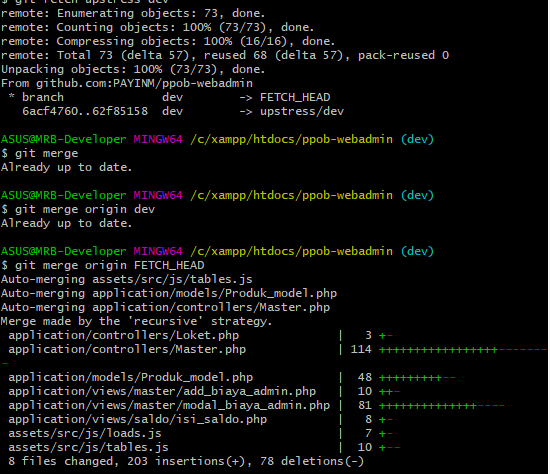 $ git fetch upstress dev
remote: Enumerating objects: 73, done.
remote: Counting objects: 100% (73/73), done.
remote: Compressing objects: 100% (16/16), done.
remote: Total 73 (delta 57), reused 68 (delta 57), pack-reused 0
Unpacking objects: 100% (73/73), done.
From github.com:PAYINM/ppob-webadmin
 * branch            dev        -> FETCH_HEAD
   6acf4760..62f85158  dev        -> upstress/dev
ASUS@MRB-Developer MINGW64 /c/xampp/htdocs/ppob-webadmin (dev)
$ git merge
Already up to date.
ASUS@MRB-Developer MINGW64 /c/xampp/htdocs/ppob-webadmin (dev)
$ git merge origin dev
Already up to date.
ASUS@MRB-Developer MINGW64 /c/xampp/htdocs/ppob-webadmin (dev)
$ git merge origin FETCH_HEAD
Auto-merging assets/src/js/tables.js
Auto-merging application/models/Produk_model.php
Auto-merging application/controllers/Master.php
Merge made by the 'recursive' strategy.
 application/controllers/Loket.php              |   3 +-
 application/controllers/Master.php             | 114 +++++++++++++++++-------
-
 application/models/Produk_model.php            |  48 +++++++++--
 application/views/master/add_biaya_admin.php   |  10 +--
 application/views/master/modal_biaya_admin.php |  81 ++++++++++++++----
 application/views/saldo/isi_saldo.php          |   8 +-
 assets/src/js/loads.js                         |   7 +-
 assets/src/js/tables.js                        |  10 +--
 8 files changed, 203 insertions(+), 78 deletions(-)